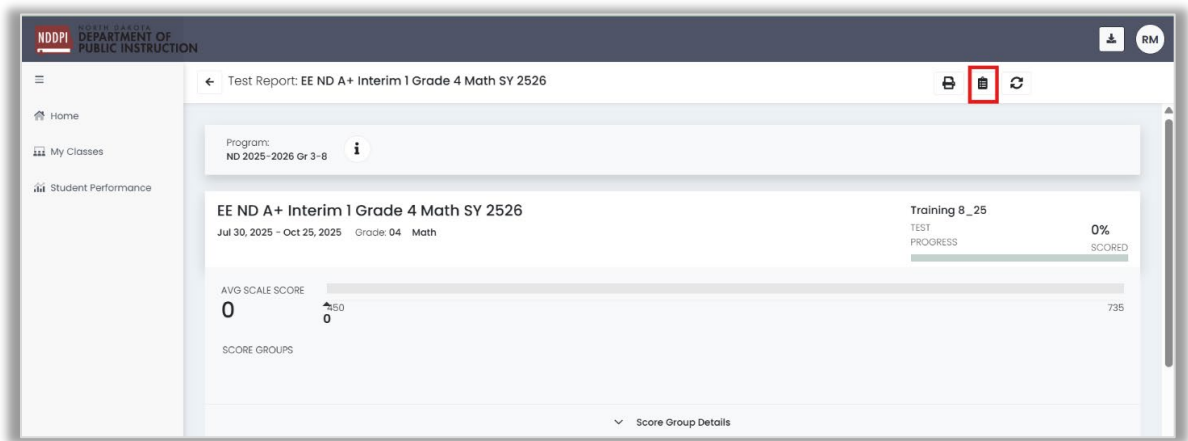 NDDPI
NORTH DAKOTA
DEPARTMENT OF
PUBLIC INSTRUCTION
RM
Test Report: EE ND A+ Interim 1 Grade 4 Math SY 2526
Home
My Classes
Student Performance
Program:
ND 2025-2026 Gr 3-8
i
EE ND A+ Interim 1 Grade 4 Math SY 2526
Jul 30, 2025 - Oct 25, 2025 Grade: 04 Math
Training 8_25
TEST
PROGRESS
0%
SCORED
AVG SCALE SCORE
0
450
0
735
SCORE GROUPS
Score Group Details